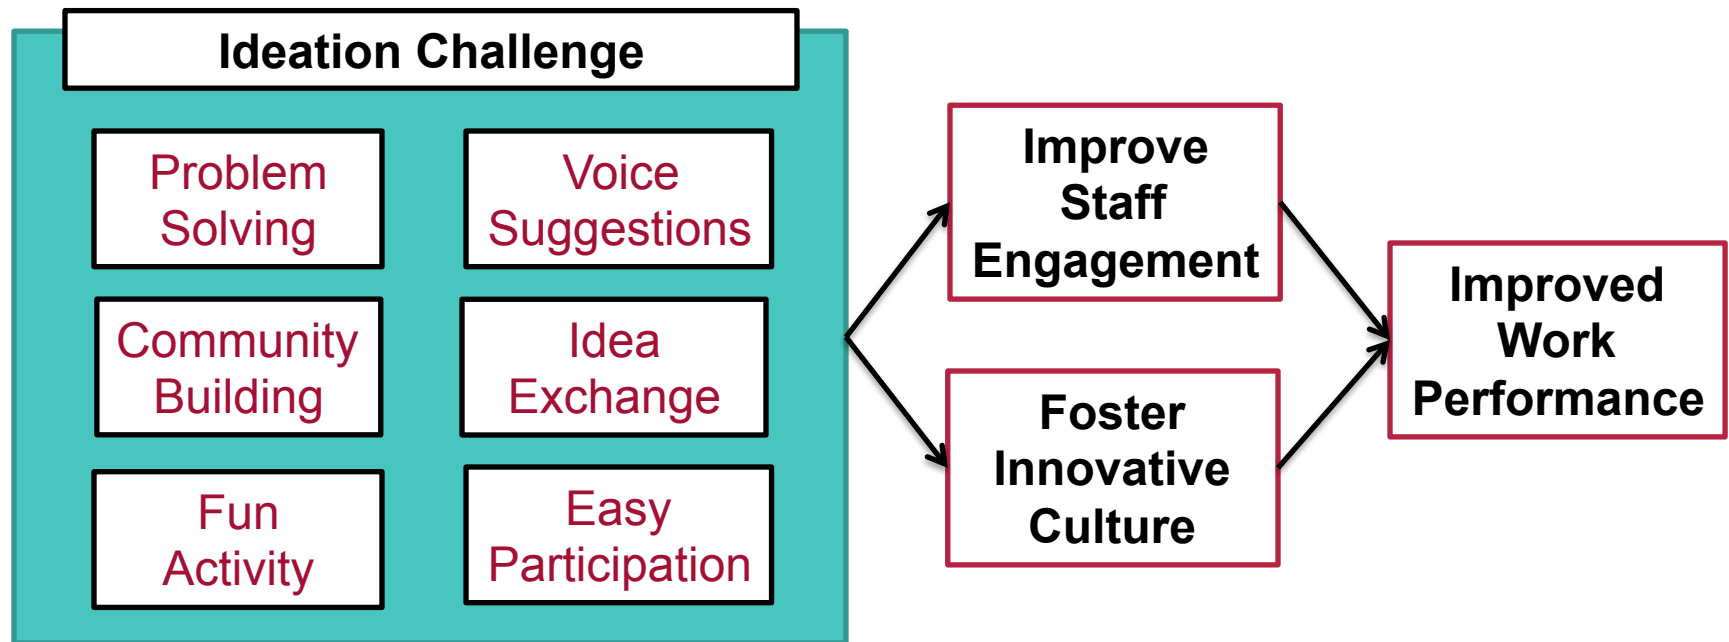 Ideation Challenge
Problem
Solving
Voice
Suggestions
Community
Building
Idea
Exchange
Fun
Activity
Easy
Participation
Improve
Staff
Engagement
Foster
Innovative
Culture
Improved
Work
Performance